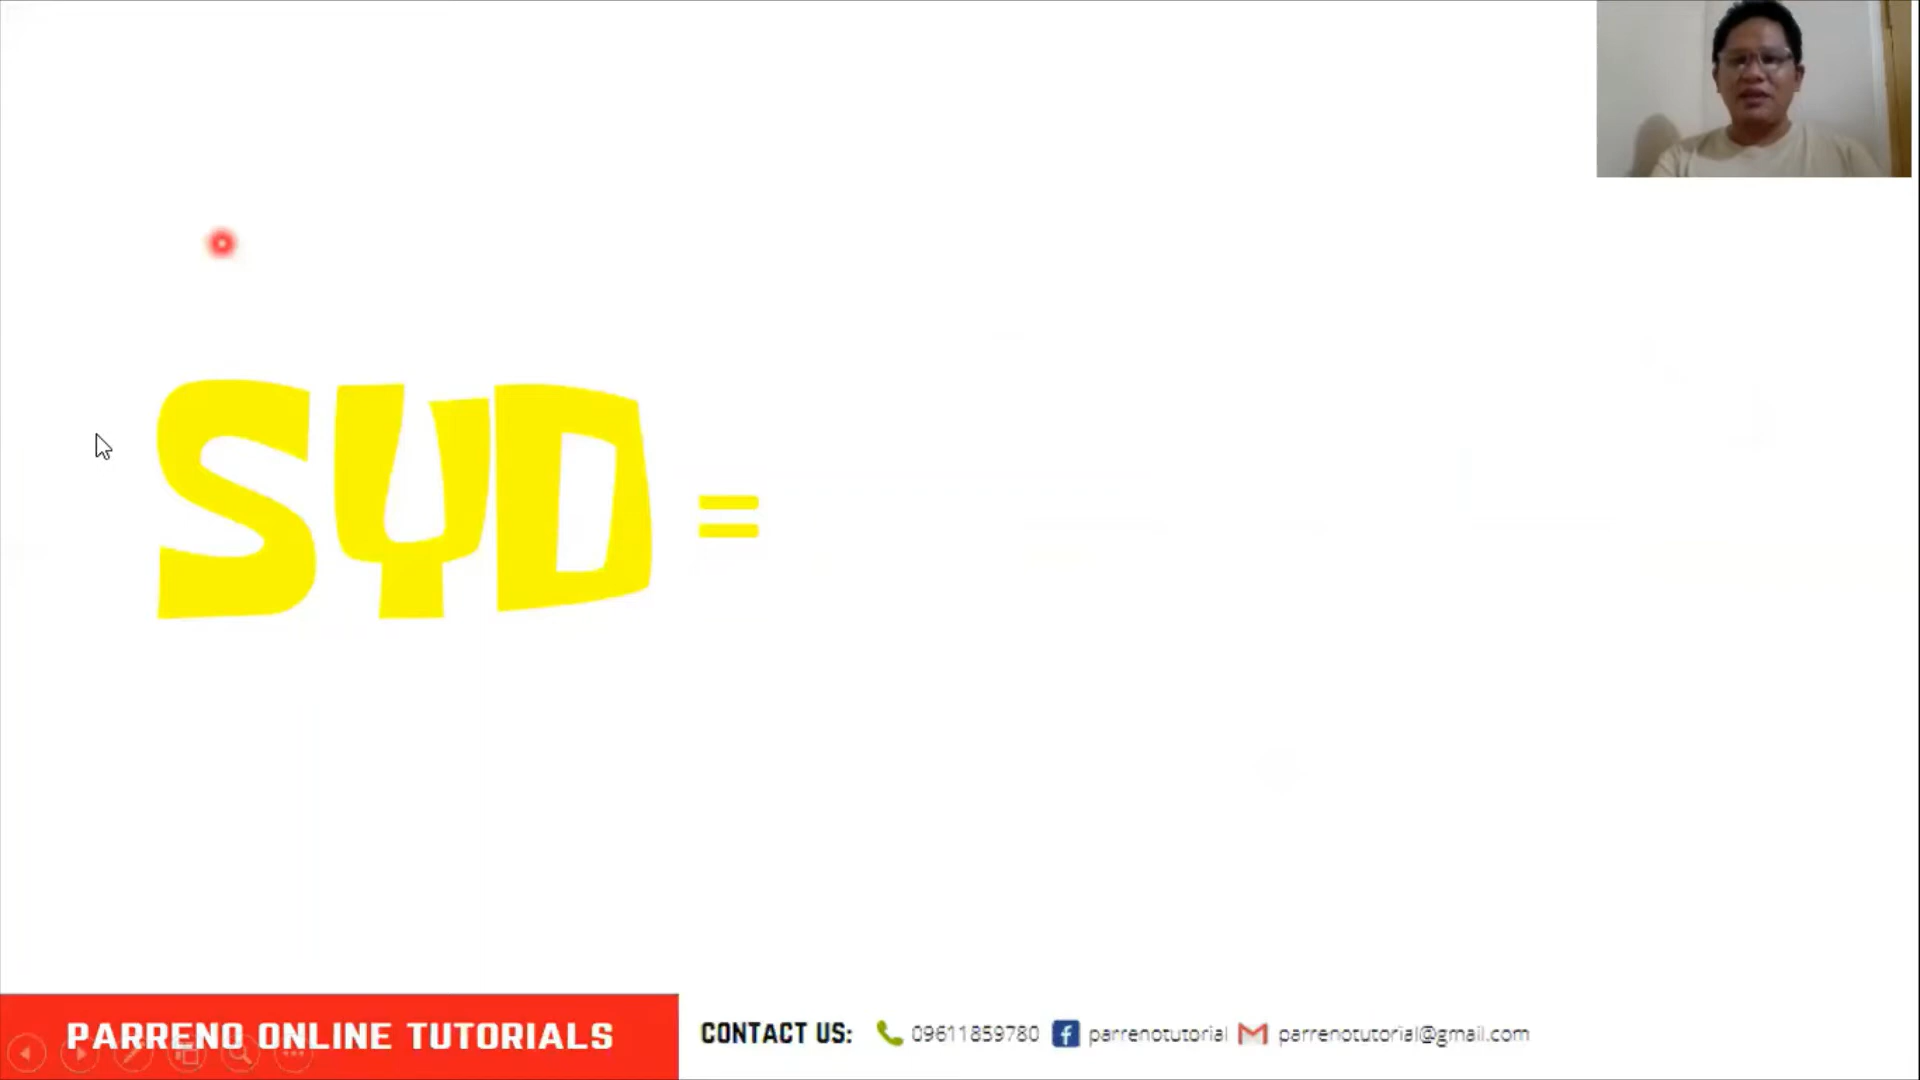 SYD =
PARRENO ONLINE TUTORIALS
CONTACT US: 09611859780 parrenotutorial parrenotutorial@gmail.com